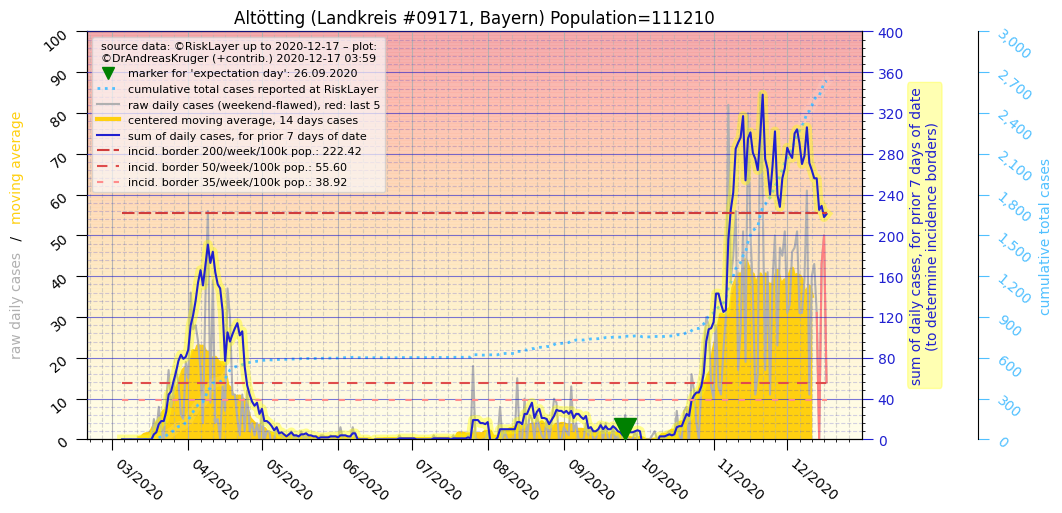 Altötting (Landkreis #09171, Bayern) Population=111210
source data: ©RiskLayer up to 2020-12-17 – plot:
©DrAndreasKruger (+contrib.) 2020-12-17 03:59
marker for 'expectation day': 26.09.2020
cumulative total cases reported at RiskLayer
raw daily cases (weekend-flawed), red: last 5
centered moving average, 14 days cases
sum of daily cases, for prior 7 days of date
incid. border 200/week/100k pop.: 222.42
incid. border 50/week/100k pop.: 55.60
incid. border 35/week/100k pop.: 38.92
raw daily cases / moving average
100
90
80
70
60
50
40
30
20
10
0
03/2020
04/2020
05/2020
06/2020
07/2020
08/2020
09/2020
10/2020
11/2020
12/2020
400
360
320
280
240
200
160
120
80
40
0
sum of daily cases, for prior 7 days of date
(to determine incidence borders)
3,000
2,700
2,400
2,100
1,800
1,500
1,200
900
600
300
0
cumulative total cases